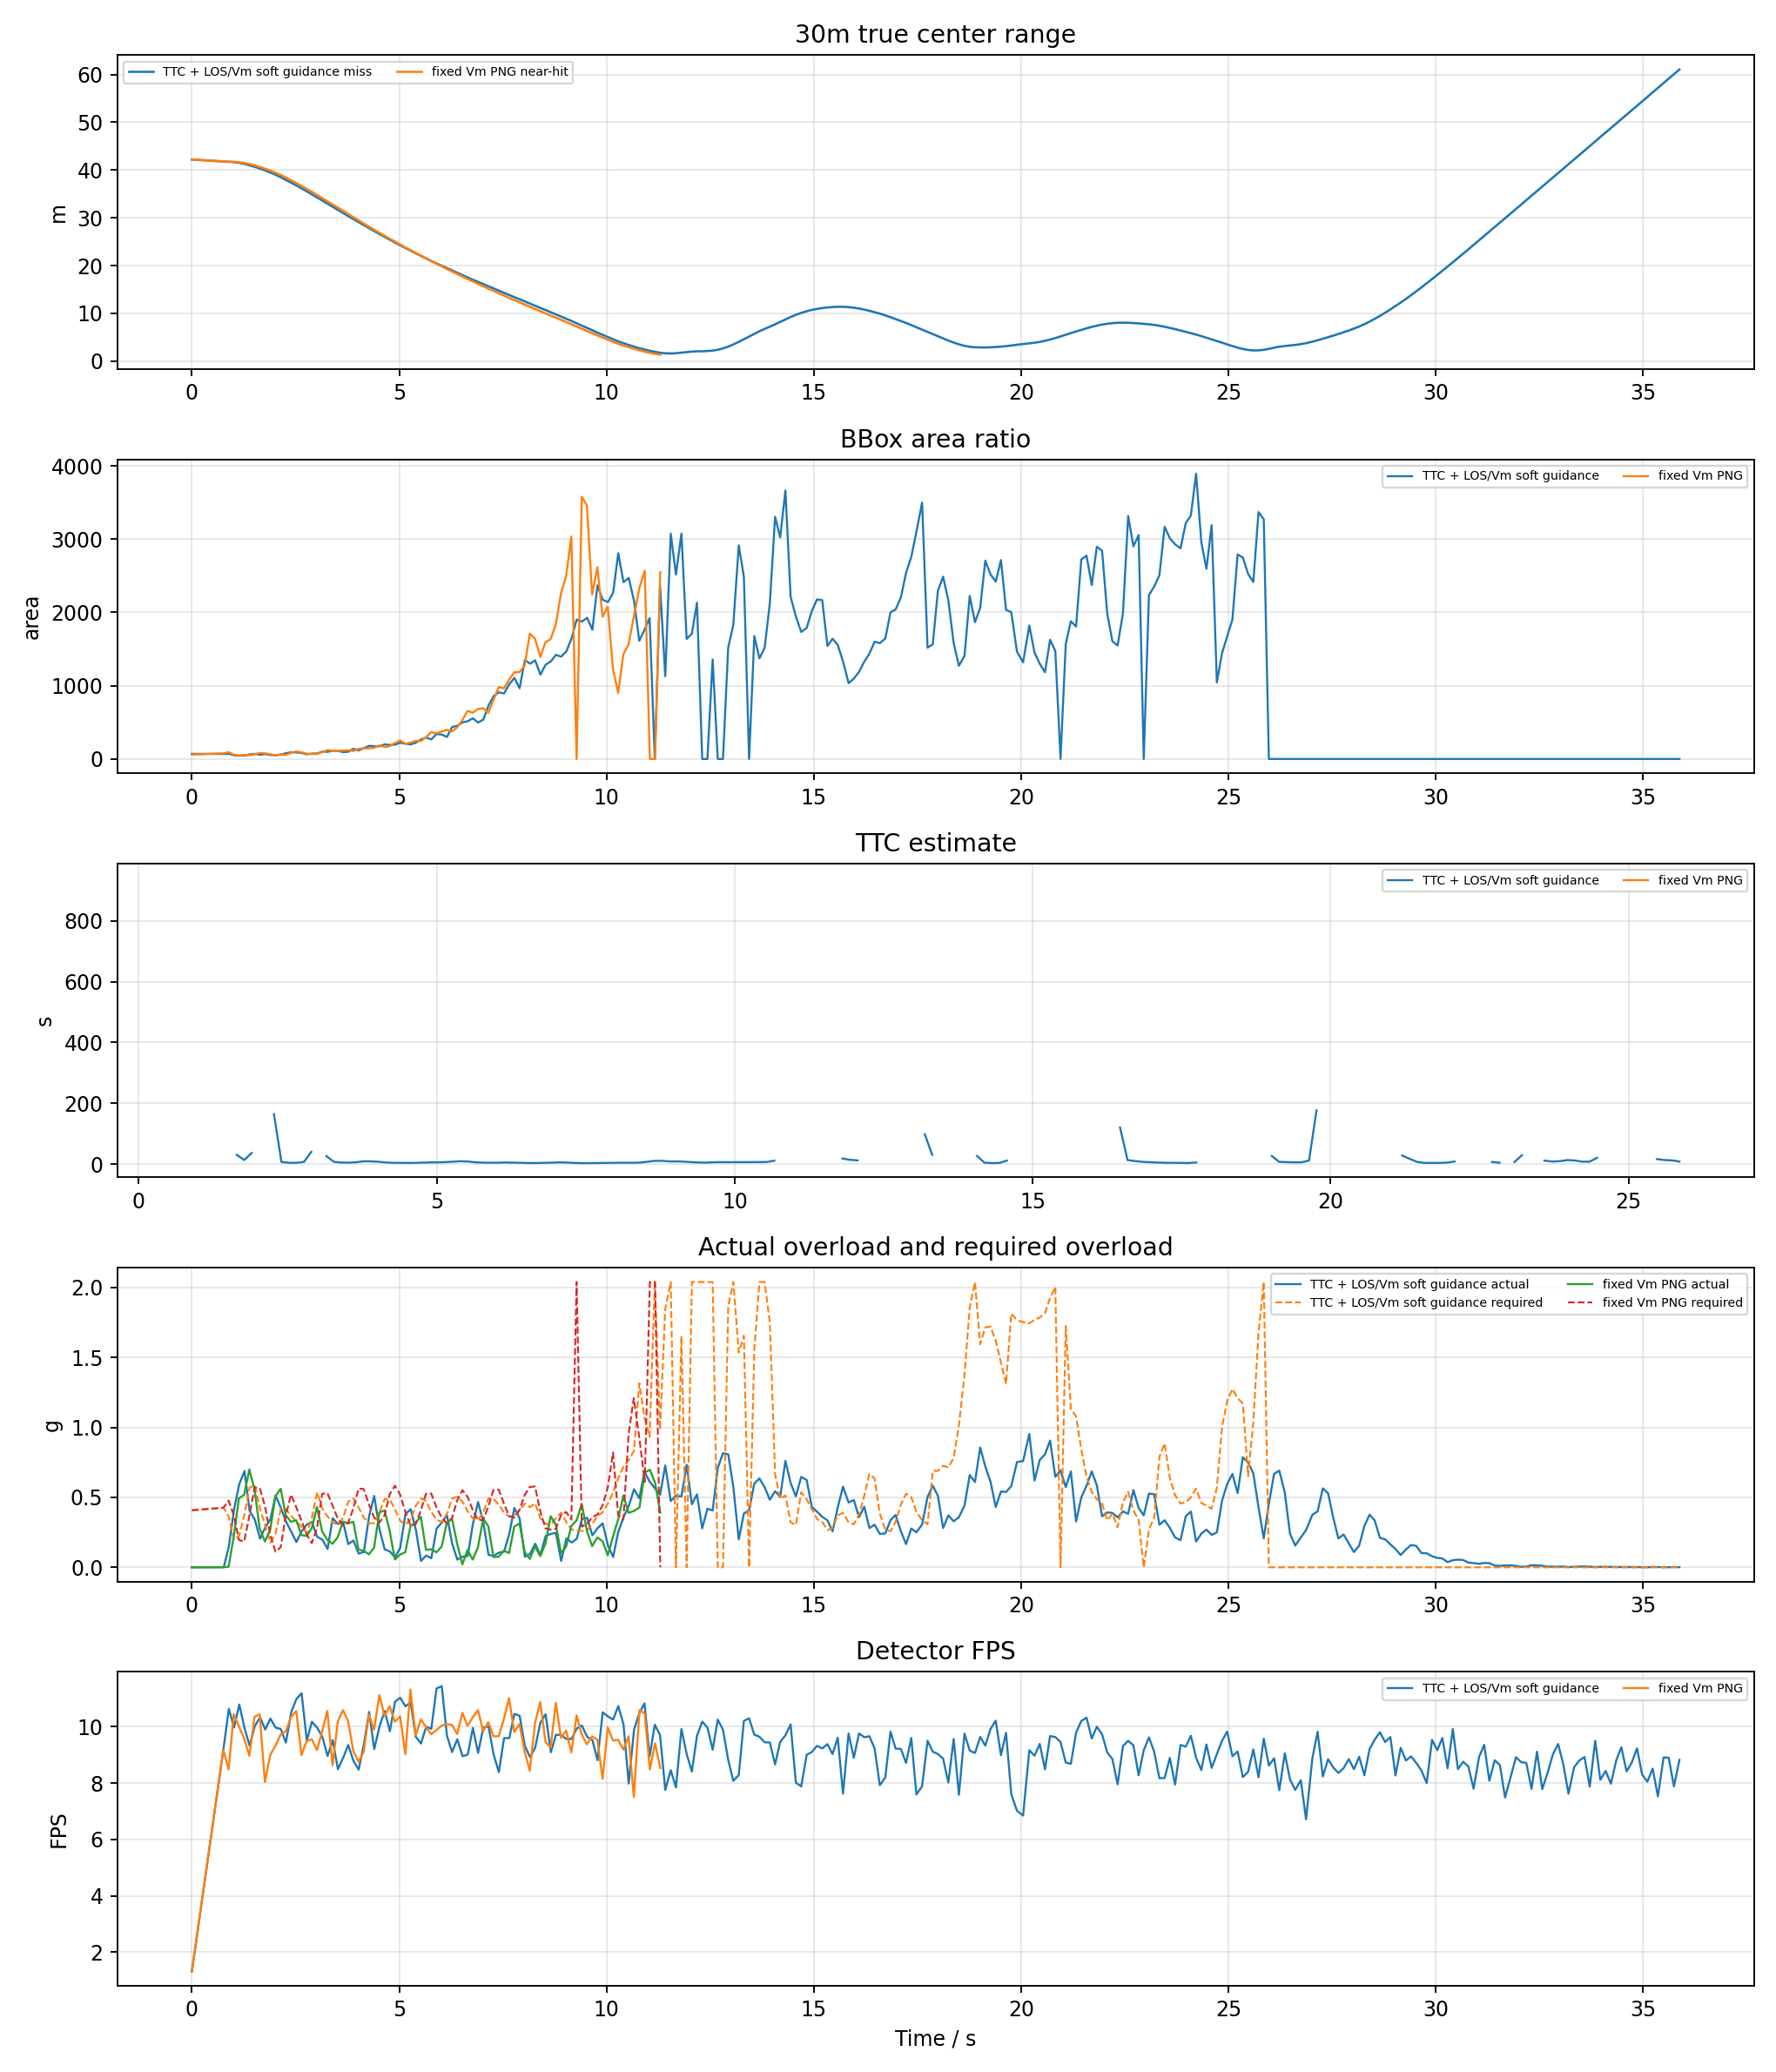 30m true center range
TTC + LOS/Vm soft guidance miss fixed Vm PNG near-hit
60
50
40
30
20
10
0
m
0 5 10 15 20 25 30 35
BBox area ratio
TTC + LOS/Vm soft guidance fixed Vm PNG
4000
3000
2000
1000
0
area
0 5 10 15 20 25 30 35
TTC estimate
TTC + LOS/Vm soft guidance fixed Vm PNG
800
600
400
200
0
s
0 5 10 15 20 25
Actual overload and required overload
TTC + LOS/Vm soft guidance actual fixed Vm PNG actual
TTC + LOS/Vm soft guidance required fixed Vm PNG required
2.0
1.5
1.0
0.5
0.0
g
0 5 10 15 20 25 30 35
Detector FPS
TTC + LOS/Vm soft guidance fixed Vm PNG
10
8
6
4
2
FPS
0 5 10 15 20 25 30 35
Time / s